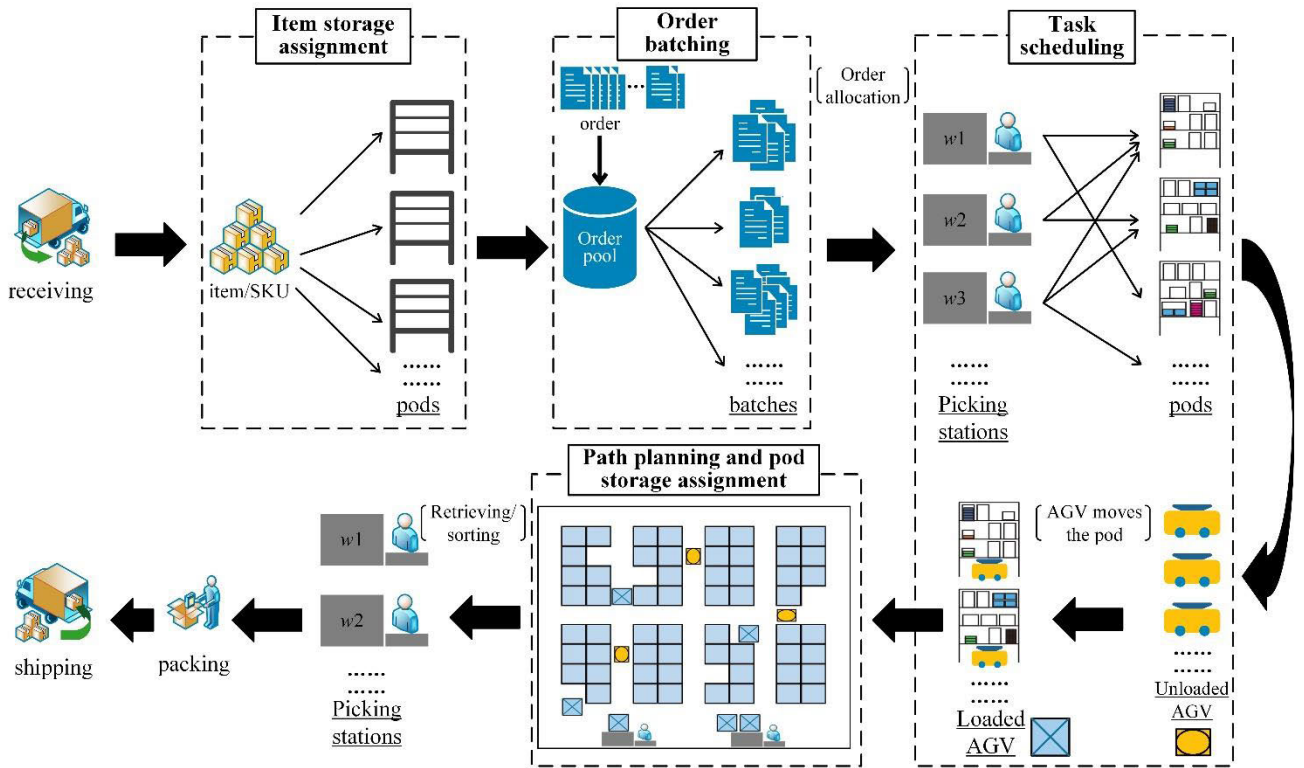 Item storage
assignment
Order
batching
Task
scheduling
order
Order
allocation
Order
pool
w1
w2
w3
receiving
item/SKU
......
......
pods
......
......
batches
......
......
Picking
stations
......
......
pods
Path planning and pod
storage assignment
Retrieving/
sorting
w1
w2
......
......
Picking
stations
shipping
packing
AGV moves
the pod
......
......
Loaded
AGV
......
......
Unloaded
AGV